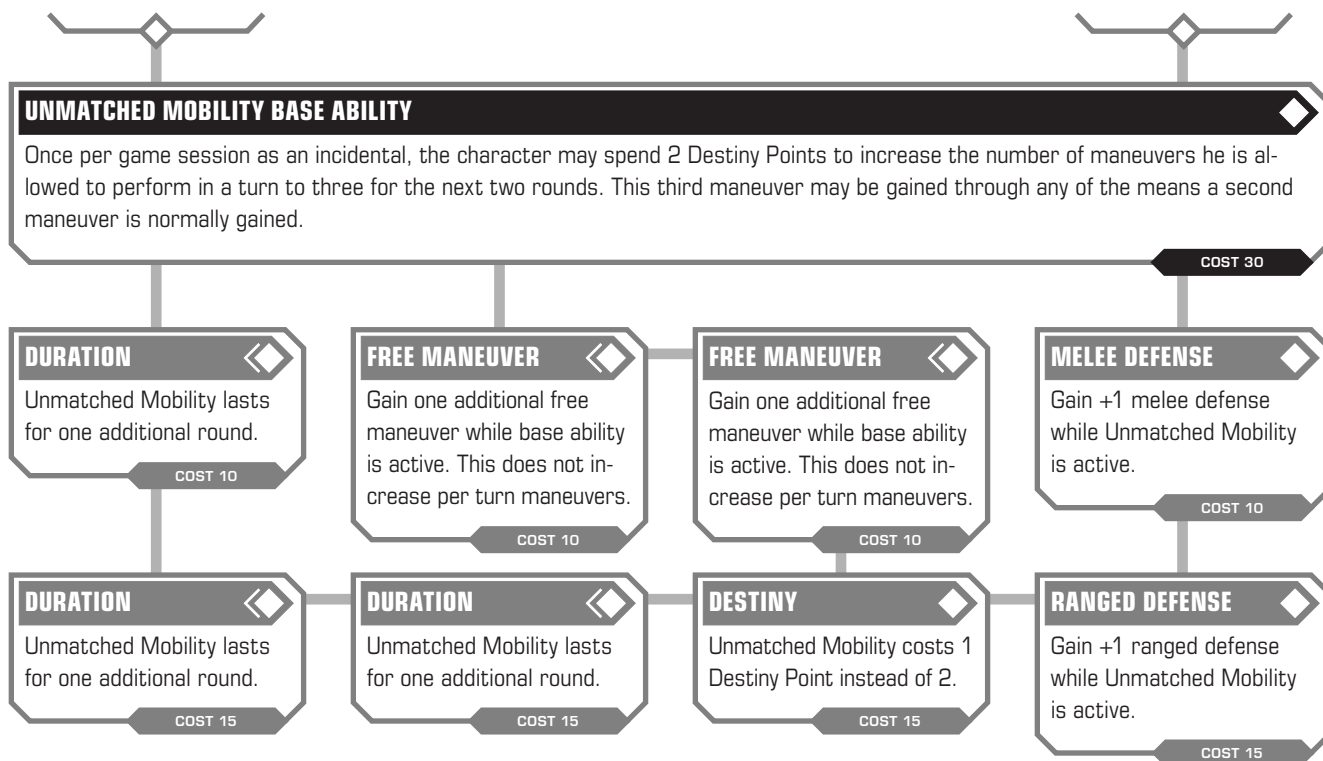 UNMATCHED MOBILITY BASE ABILITY
Once per game session as an incidental, the character may spend 2 Destiny Points to increase the number of maneuvers he is al-
lowed to perform in a turn to three for the next two rounds. This third maneuver may be gained through any of the means a second
maneuver is normally gained.
COST 30
DURATION
Unmatched Mobility lasts
for one additional round.
COST 10
FREE MANEUVER
Gain one additional free
maneuver while base ability
is active. This does not in-
crease per turn maneuvers.
COST 10
FREE MANEUVER
Gain one additional free
maneuver while base ability
is active. This does not in-
crease per turn maneuvers.
COST 10
MELEE DEFENSE
Gain +1 melee defense
while Unmatched Mobility
is active.
COST 10
DURATION
Unmatched Mobility lasts
for one additional round.
COST 15
DURATION
Unmatched Mobility lasts
for one additional round.
COST 15
DESTINY
Unmatched Mobility costs 1
Destiny Point instead of 2.
COST 15
RANGED DEFENSE
Gain +1 ranged defense
while Unmatched Mobility
is active.
COST 15